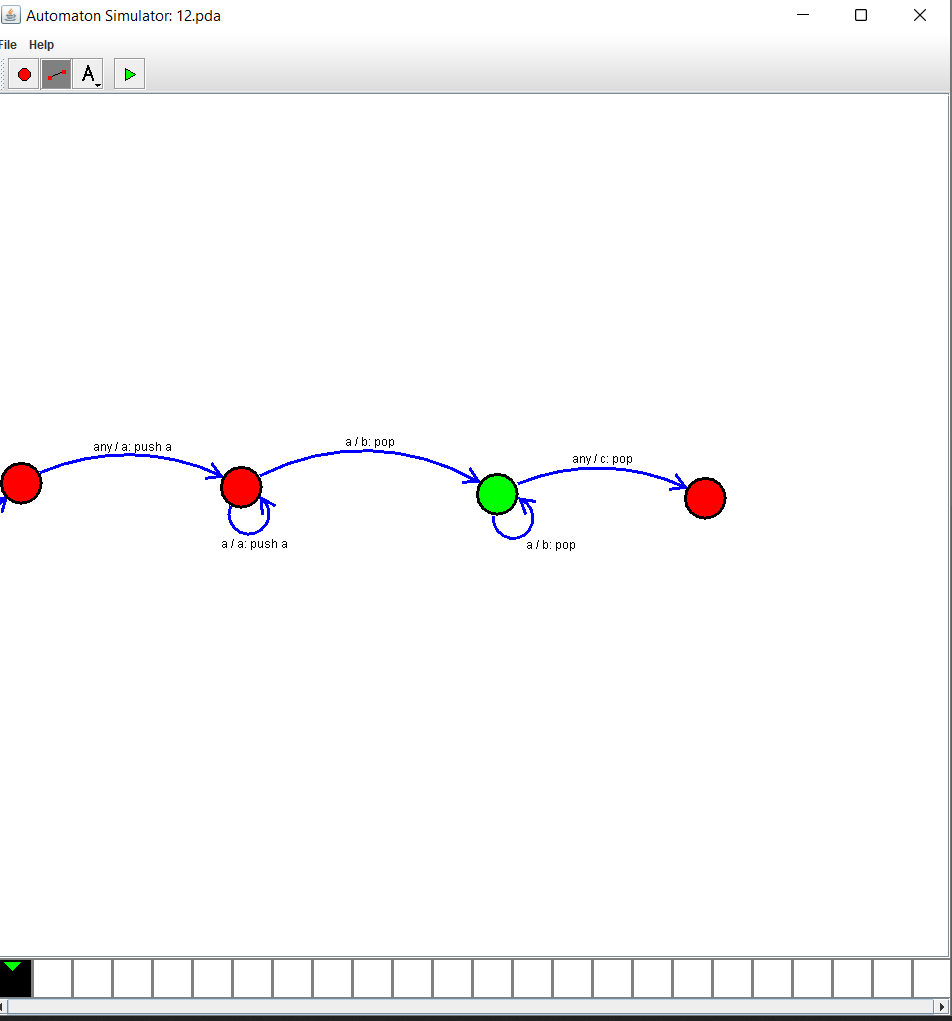 Automaton Simulator: 12.pda
File Help
A
any / a: push a
a / b: pop
any / c: pop
a / a: push a
a / b: pop